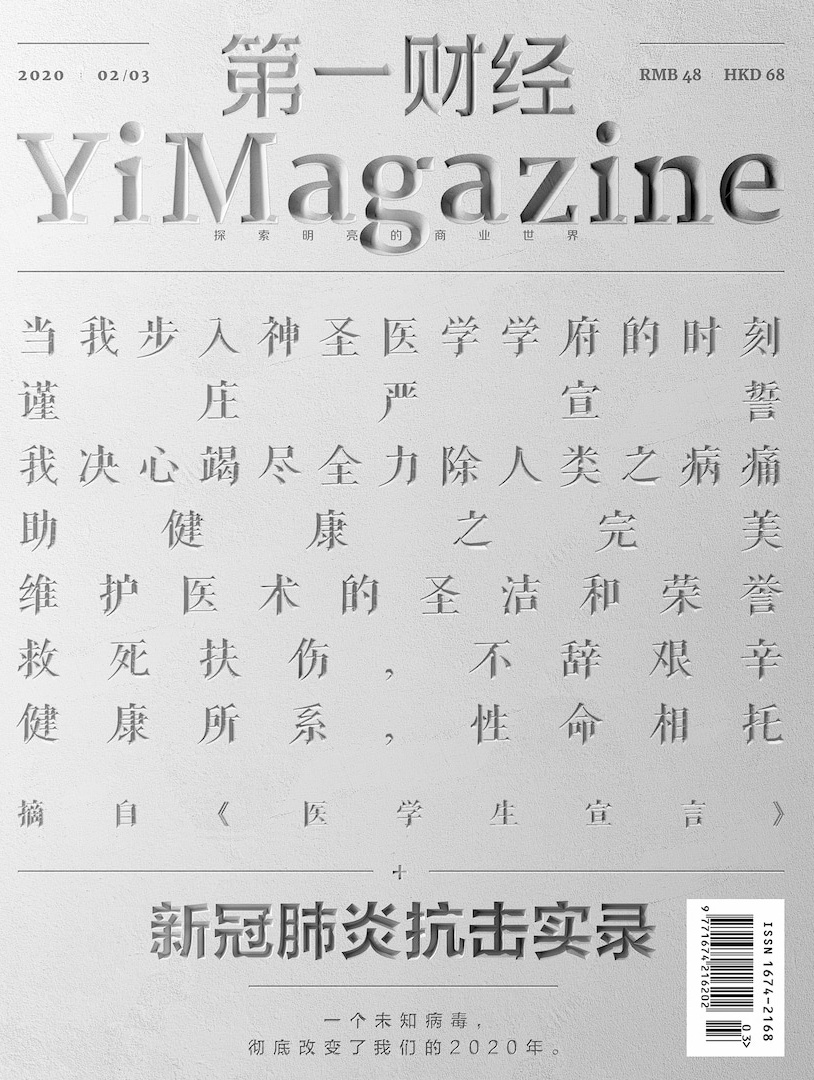 第一财经
2020 | 02/03
RMB 48 | HKD 68
YiMagazine
探索明亮的商业世界
当我步入神圣医学学府的时刻
谨庄严宣誓
我决心竭尽全力除人类之病痛
助健康之完美
维护医术的圣洁和荣誉
救死扶伤，不辞艰辛
健康所系，性命相托
摘自《医学生宣言》
+
新冠肺炎抗击实录
一个未知病毒，
彻底改变了我们的2020年。
ISSN 1674-2168
9 771674 216202
03>